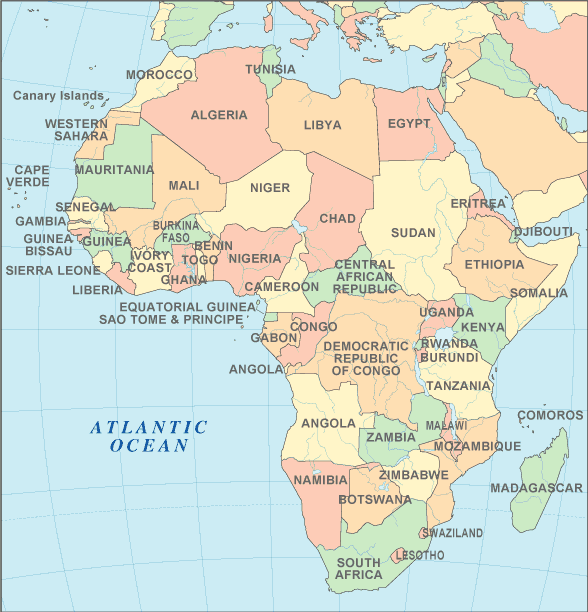 MOROCCO
TUNISIA
Canary Islands
ALGERIA
LIBYA
EGYPT
WESTERN
SAHARA
MAURITANIA
CAPE
VERDE
MALI
NIGER
CHAD
SUDAN
ERITREA
DJIBOUTI
SENEGAL
GAMBIA
GUINEA
BISSAU
GUINEA
BURKINA
FASO
BENIN
TOGO
NIGERIA
IVORY
COAST
GHANA
SIERRA LEONE
LIBERIA
CAMEROON
CENTRAL
AFRICAN
REPUBLIC
ETHIOPIA
SOMALIA
EQUATORIAL GUINEA
SAO TOME & PRINCIPE
GABON
CONGO
UGANDA
KENYA
DEMOCRATIC
REPUBLIC
OF CONGO
RWANDA
BURUNDI
ANGOLA
TANZANIA
ATLANTIC
OCEAN
ANGOLA
ZAMBIA
MALAWI
COMOROS
MOZAMBIQUE
ZIMBABWE
NAMIBIA
BOTSWANA
MADAGASCAR
SWAZILAND
LESOTHO
SOUTH
AFRICA